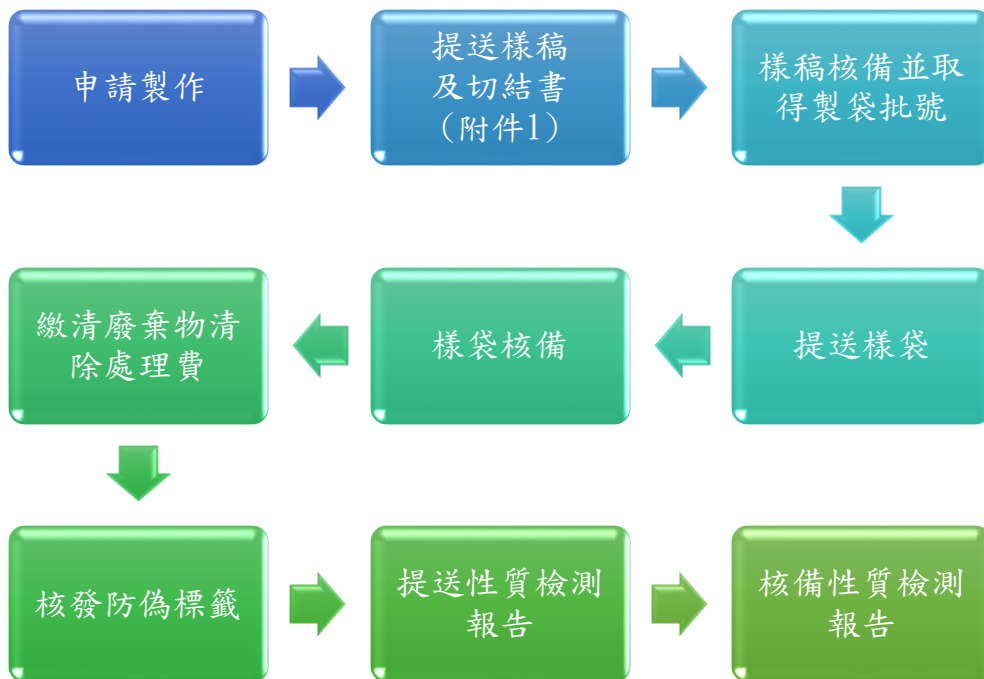 申請製作
提送樣稿
及切結書
(附件1)
樣稿核備並取
得製袋批號
提送樣袋
樣袋核備
繳清廢棄物清
除處理費
核發防偽標籤
提送性質檢測
報告
核備性質檢測
報告